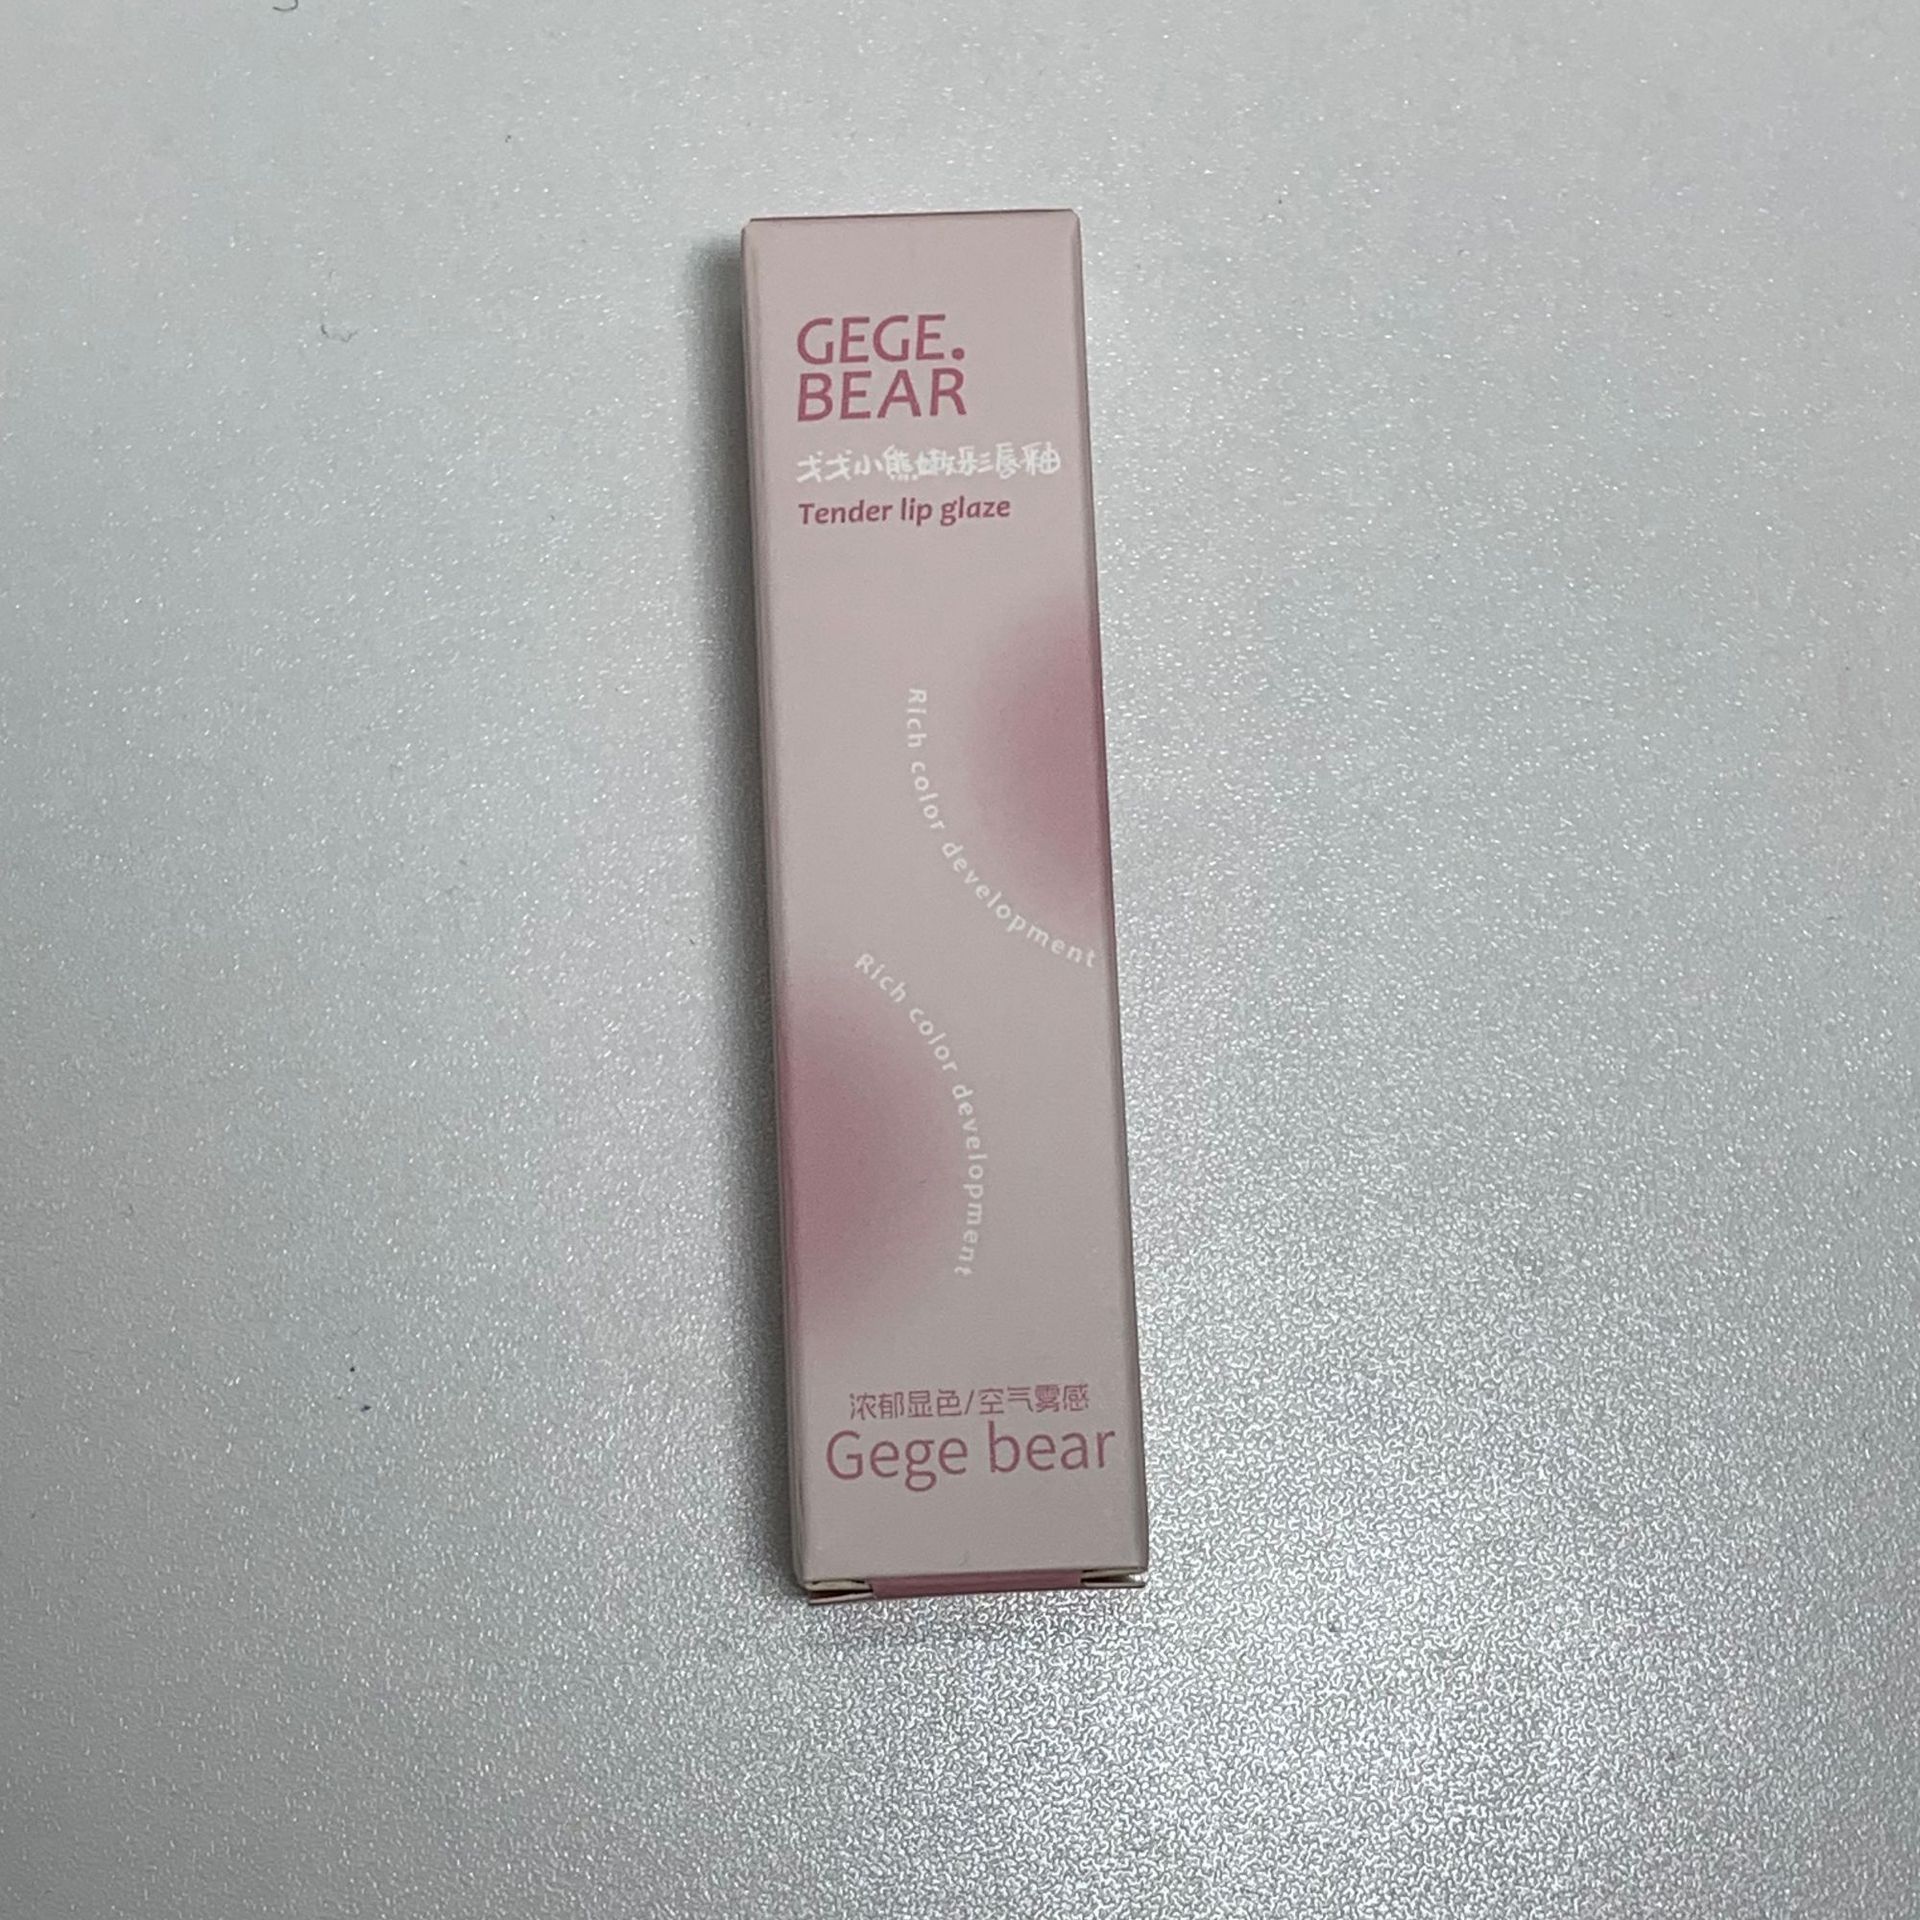 GEGE.
BEAR
戈戈小熊嫩彩唇釉
Tender lip glaze
Rich color development
Rich color development
浓郁显色/空气雾感
Gege bear